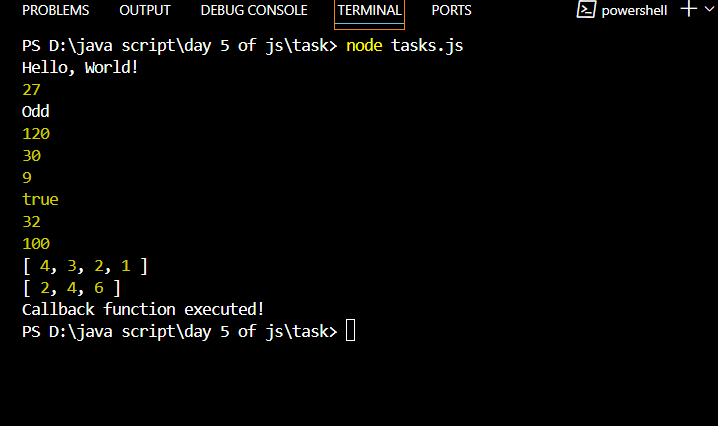 PROBLEMS OUTPUT DEBUG CONSOLE TERMINAL PORTS powershell
PS D:\java script\day 5 of js\task> node tasks.js
Hello, World!
27
Odd
120
30
9
true
32
100
[ 4, 3, 2, 1 ]
[ 2, 4, 6 ]
Callback function executed!
PS D:\java script\day 5 of js\task>